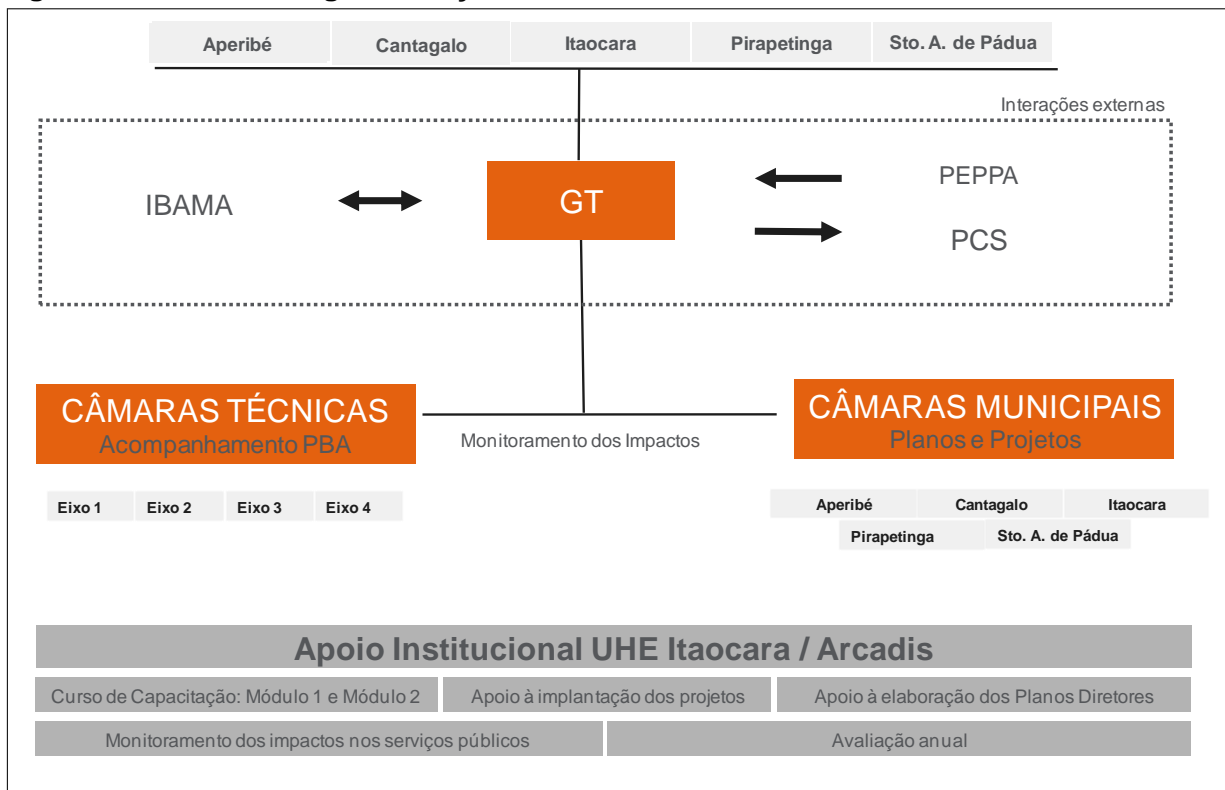 Aperibé Cantagalo Itaocara Pirapetinga Sto. A. de Pádua
Interações externas
IBAMA
GT
PEPPA
PCS
CÂMARAS TÉCNICAS
Acompanhamento PBA
Monitoramento dos Impactos
CÂMARAS MUNICIPAIS
Planos e Projetos
Eixo 1 Eixo 2 Eixo 3 Eixo 4
Aperibé Cantagalo Itaocara
Pirapetinga Sto. A. de Pádua
Apoio Institucional UHE Itaocara / Arcadis
Curso de Capacitação: Módulo 1 e Módulo 2 Apoio à implantação dos projetos Apoio à elaboração dos Planos Diretores
Monitoramento dos impactos nos serviços públicos Avaliação anual